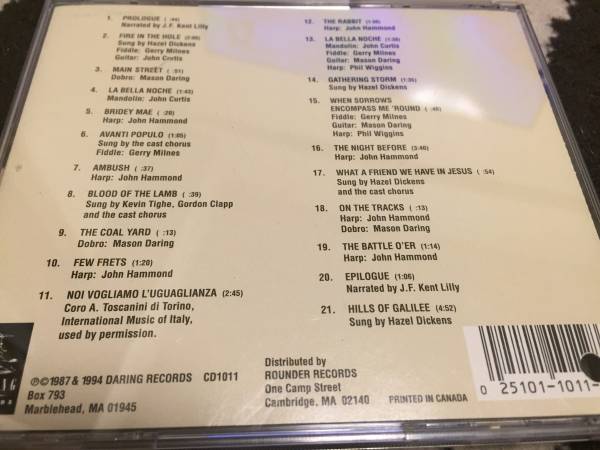 1. PROLOGUE ( :44)
Narrated by J.F. Kent Lilly
2. FIRE IN THE HOLE (2:40)
Sung by Hazel Dickens
Fiddle: Gerry Milnes
Guitar: John Curtis
3. MAIN STREET ( :51)
Dobro: Mason Daring
4. LA BELLA NOCHE (1:43)
Mandolin: John Curtis
5. BRIDEY MAE ( :28)
Harp: John Hammond
6. AVANTI POPULO (1:05)
Sung by the cast chorus
Fiddle: Gerry Milnes
7. AMBUSH ( :37)
Harp: John Hammond
8. BLOOD OF THE LAMB ( :39)
Sung by Kevin Tighe, Gordon Clapp
and the cast chorus
9. THE COAL YARD ( :13)
Dobro: Mason Daring
10. FEW FRETS (1:20)
Harp: John Hammond
11. NOI VOGLIAMO L'UGUAGLIANZA (2:45)
Coro A. Toscanini di Torino,
International Music of Italy,
used by permission.
12. THE RABBIT
Harp: John Hammond
13. LA BELLA NOCHE
Mandolin: John Curtis
Fiddle: Gerry Milnes
Guitar: Mason Daring
Harp: Phil Wiggins
14. GATHERING STORM
Sung by Hazel Dickens
15. WHEN SORROWS
ENCOMPASS ME 'ROUND
Fiddle: Gerry Milnes
Guitar: Mason Daring
Harp: Phil Wiggins
16. THE NIGHT BEFORE (3:46)
Harp: John Hammond
17. WHAT A FRIEND WE HAVE IN JESUS ( :54)
Sung by Hazel Dickens
and the cast chorus
18. ON THE TRACKS ( :13)
Harp: John Hammond
Dobro: Mason Daring
19. THE BATTLE O'ER (1:14)
Harp: John Hammond
20. EPILOGUE (1:06)
Narrated by J.F. Kent Lilly
21. HILLS OF GALILEE (4:52)
Sung by Hazel Dickens
℗©1987 & 1994 DARING RECORDS CD1011
Box 793
Marblehead, MA 01945
Distributed by
ROUNDER RECORDS
One Camp Street
Cambridge, MA 02140
PRINTED IN CANADA
0 25101-1011-